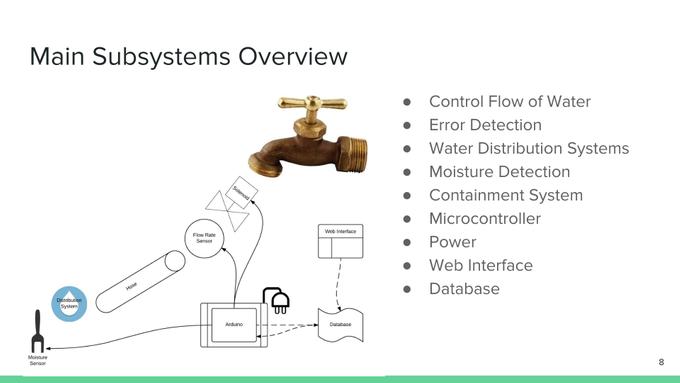 Main Subsystems Overview
Control Flow of Water
Error Detection
Water Distribution Systems
Moisture Detection
Containment System
Microcontroller
Power
Web Interface
Database
Solenoid
Flow Rate
Sensor
Web Interface
Hose
Distribution
System
Arduino
Database
Moisture
Sensor
8